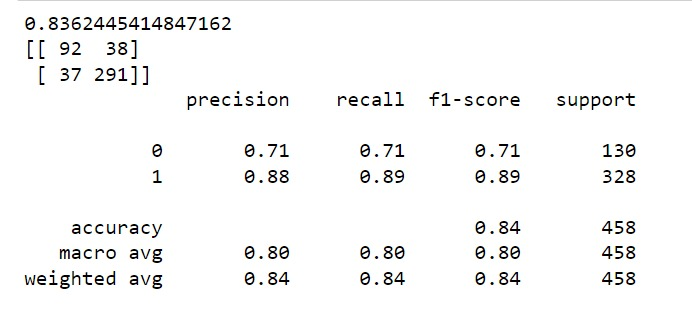 0.8362445414847162
[[ 92  38]
 [ 37 291]]
              precision    recall  f1-score   support

           0       0.71      0.71      0.71       130
           1       0.88      0.89      0.89       328

    accuracy                           0.84       458
   macro avg       0.80      0.80      0.80       458
weighted avg       0.84      0.84      0.84       458